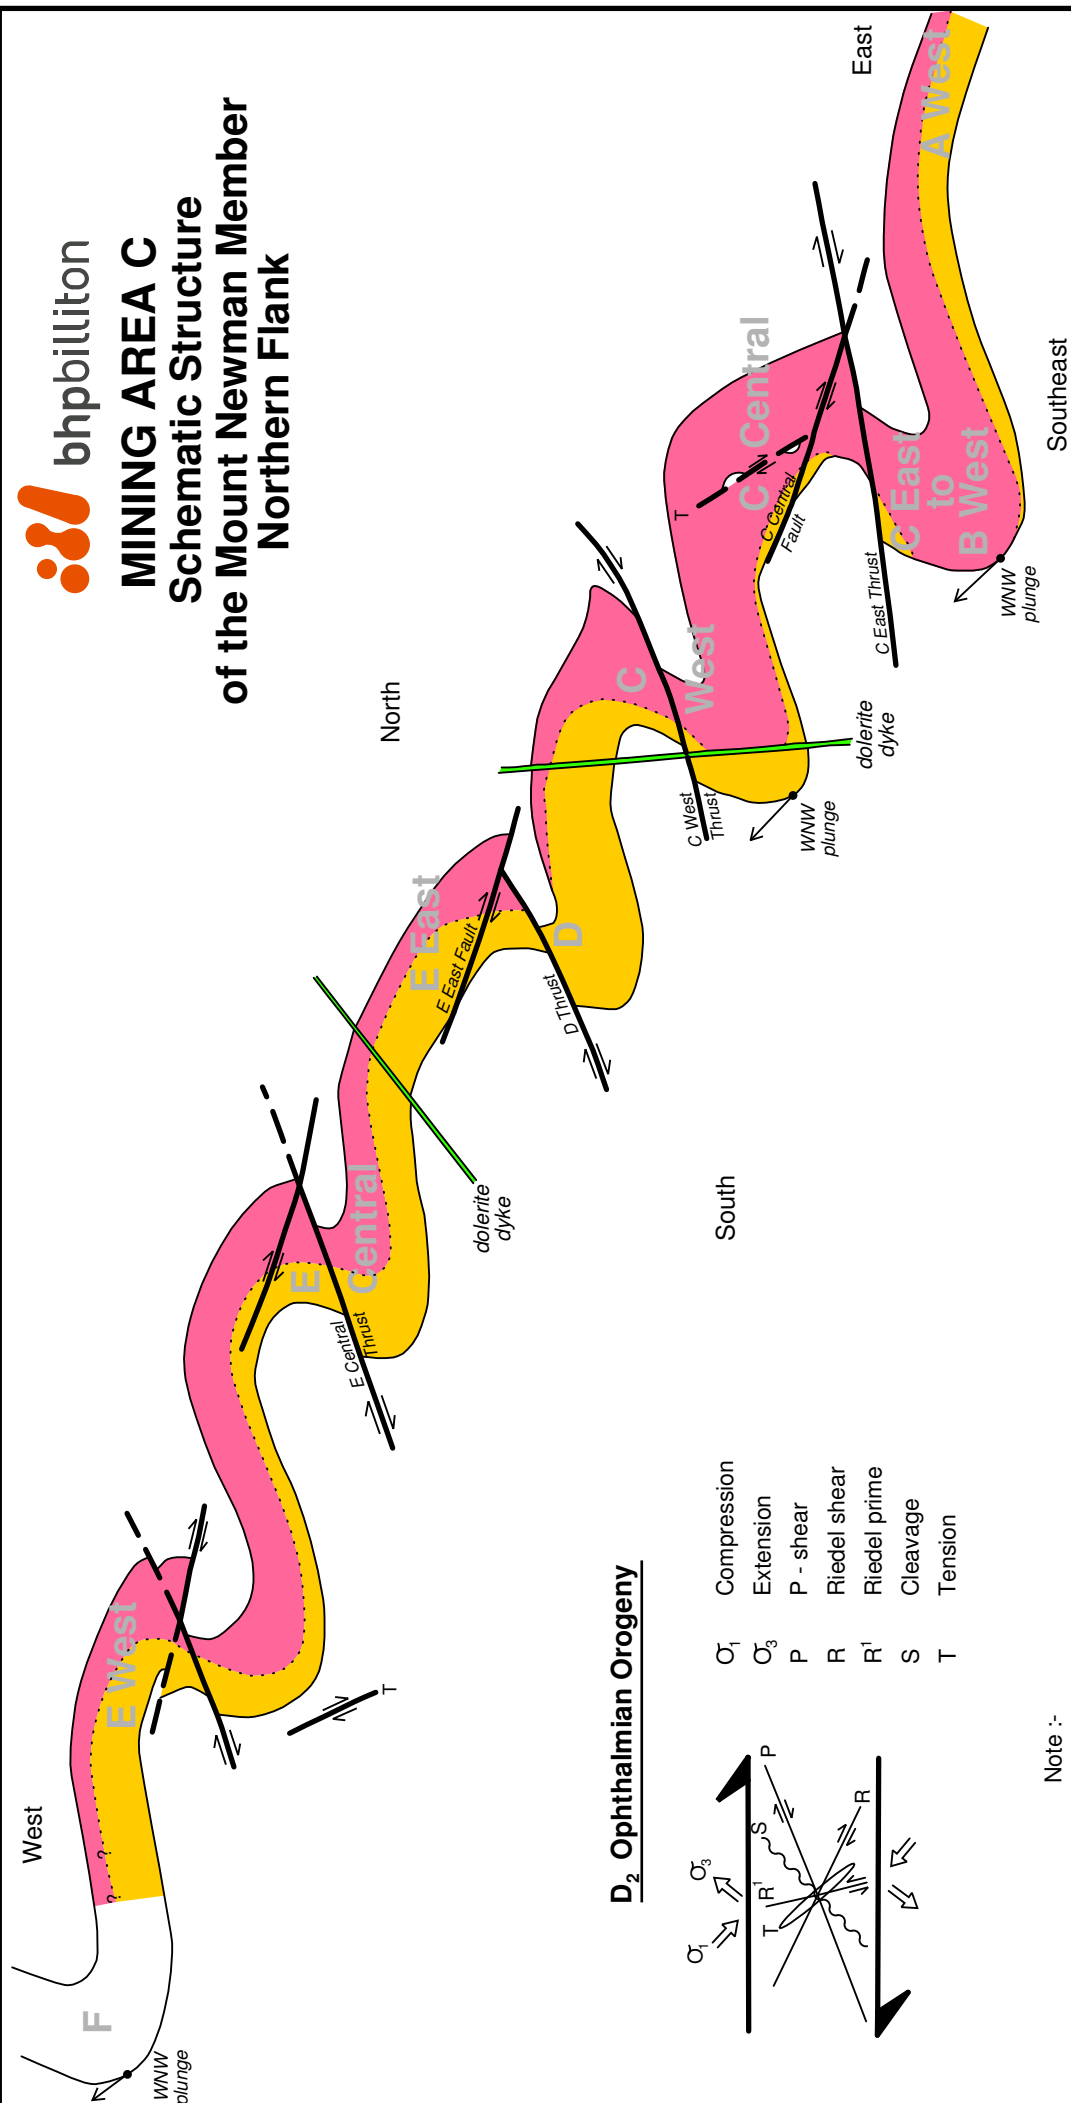 bhpbilliton
MINING AREA C
Schematic Structure
of the Mount Newman Member
Northern Flank
West
North
East
South
Southeast
F
WNW
plunge
?
?
E West
T
E Central
Thrust
E
Central
dolerite
dyke
E East
E East Fault
D Thrust
D
C West
Thrust
C
West
WNW
plunge
dolerite
dyke
T
C Central
C Central
Fault
C East Thrust
C East
to
B West
WNW
plunge
A West
D2 Ophthalmian Orogeny
σ1
σ3
T
R1
S
P
R
σ1 Compression
σ3 Extension
P P - shear
R Riedel shear
R1 Riedel prime
S Cleavage
T Tension
Note :-